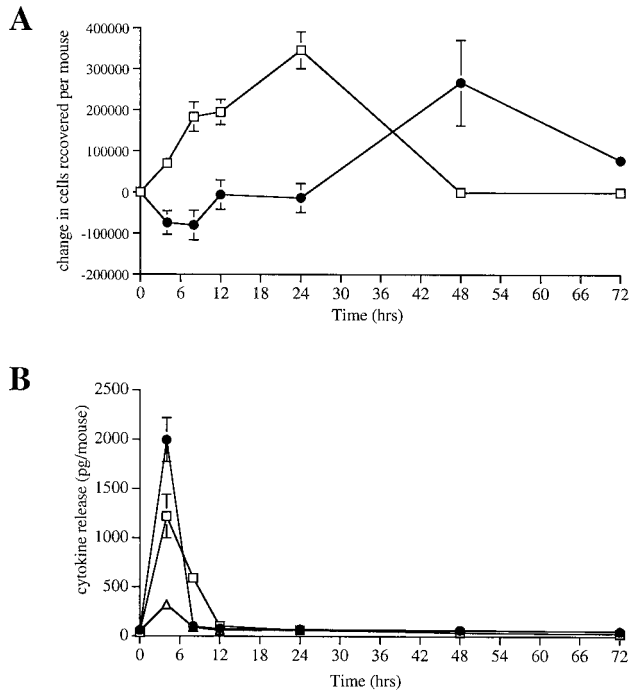 A
change in cells recovered per mouse
400000
300000
200000
100000
0
-100000
-200000
0 6 12 18 24 30 36 42 48 54 60 66 72
Time (hrs)
B
cytokine release (pg/mouse)
2500
2000
1500
1000
500
0
0 6 12 18 24 30 36 42 48 54 60 66 72
Time (hrs)